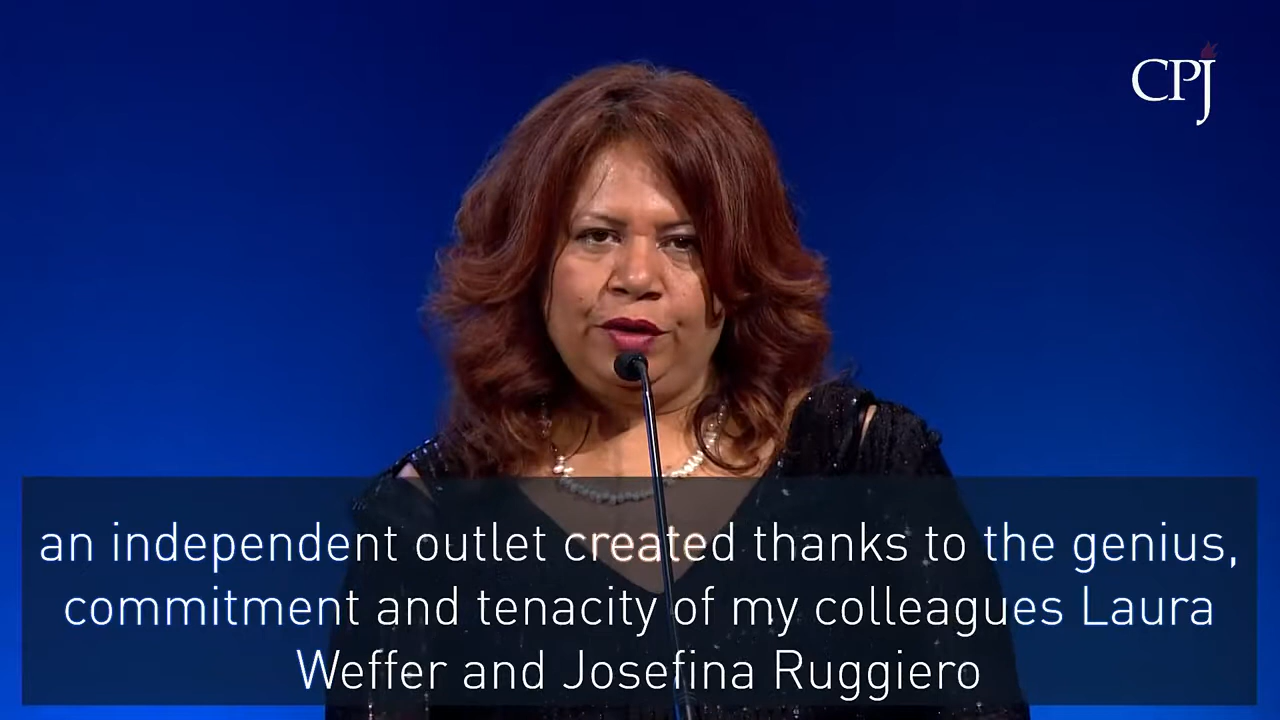 CPJ
an independent outlet created thanks to the genius,
commitment and tenacity of my colleagues Laura
Weffer and Josefina Ruggiero